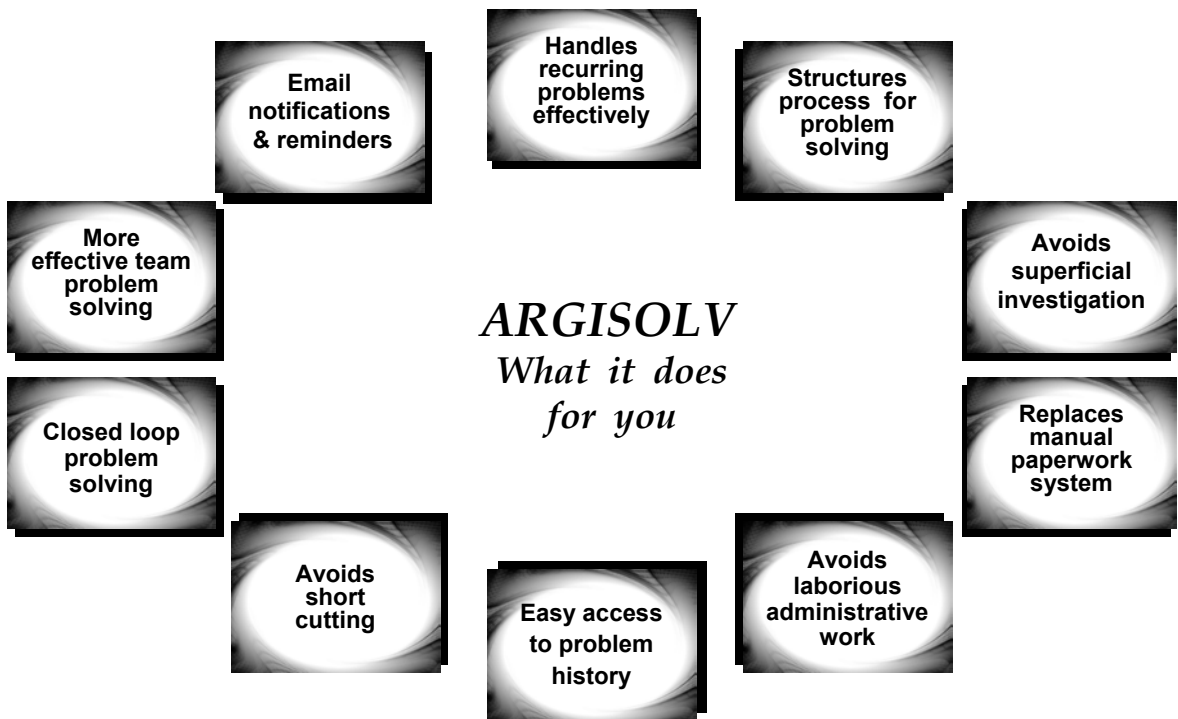 Handles
recurring
problems
effectively
Structures
process for
problem
solving
Avoids
superficial
investigation
Replaces
manual
paperwork
system
Avoids
laborious
administrative
work
Easy access
to problem
history
Avoids
short
cutting
Closed loop
problem
solving
More
effective team
problem
solving
Email
notifications
& reminders
ARGISOLV
What it does
for you